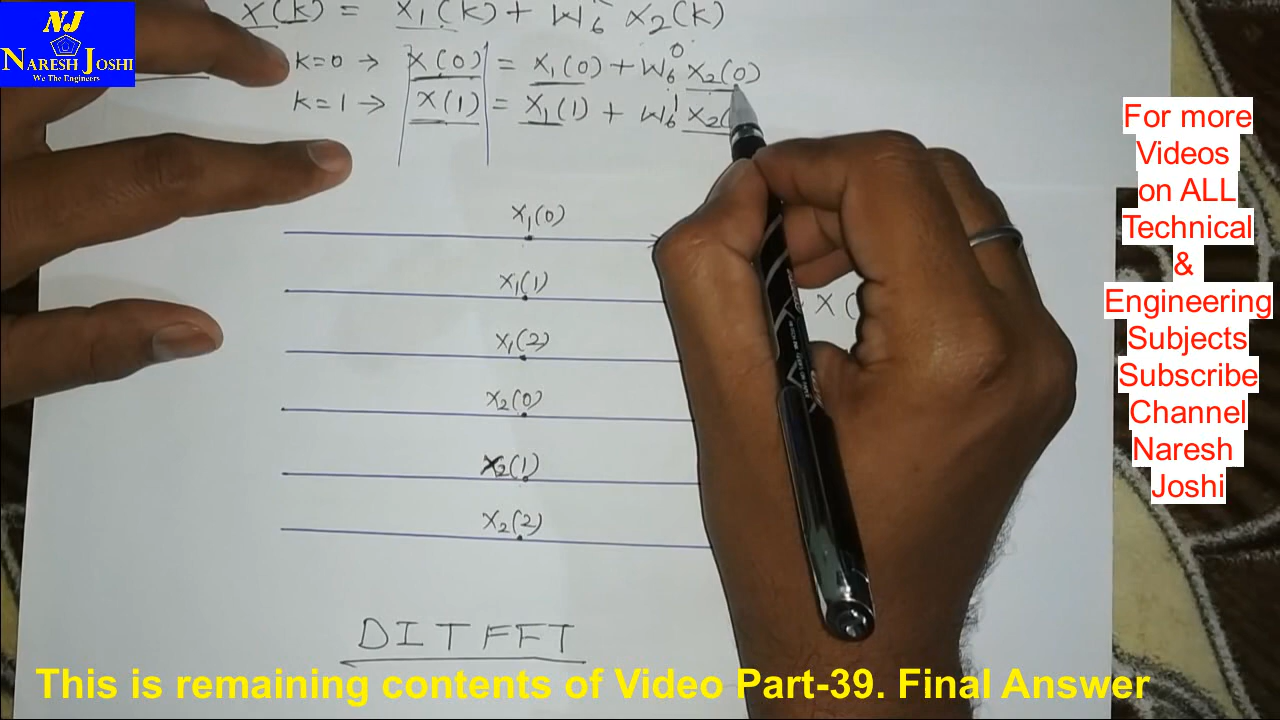 X(k) = X1(k) + W6 X2(k)
NJ
NARESH JOSHI
We The Engineers
K=0 → X(0) = X1(0) + W6^0 X2(0)
K=1 → X(1) = X1(1) + W6^1 X2(
X1(0)
X1(1)
X(
X1(2)
X2(0)
X2(1)
X2(2)
DITFFT
For more
Videos
on ALL
Technical
&
Engineering
Subjects
Subscribe
Channel
Naresh
Joshi
This is remaining contents of Video Part-39. Final Answer